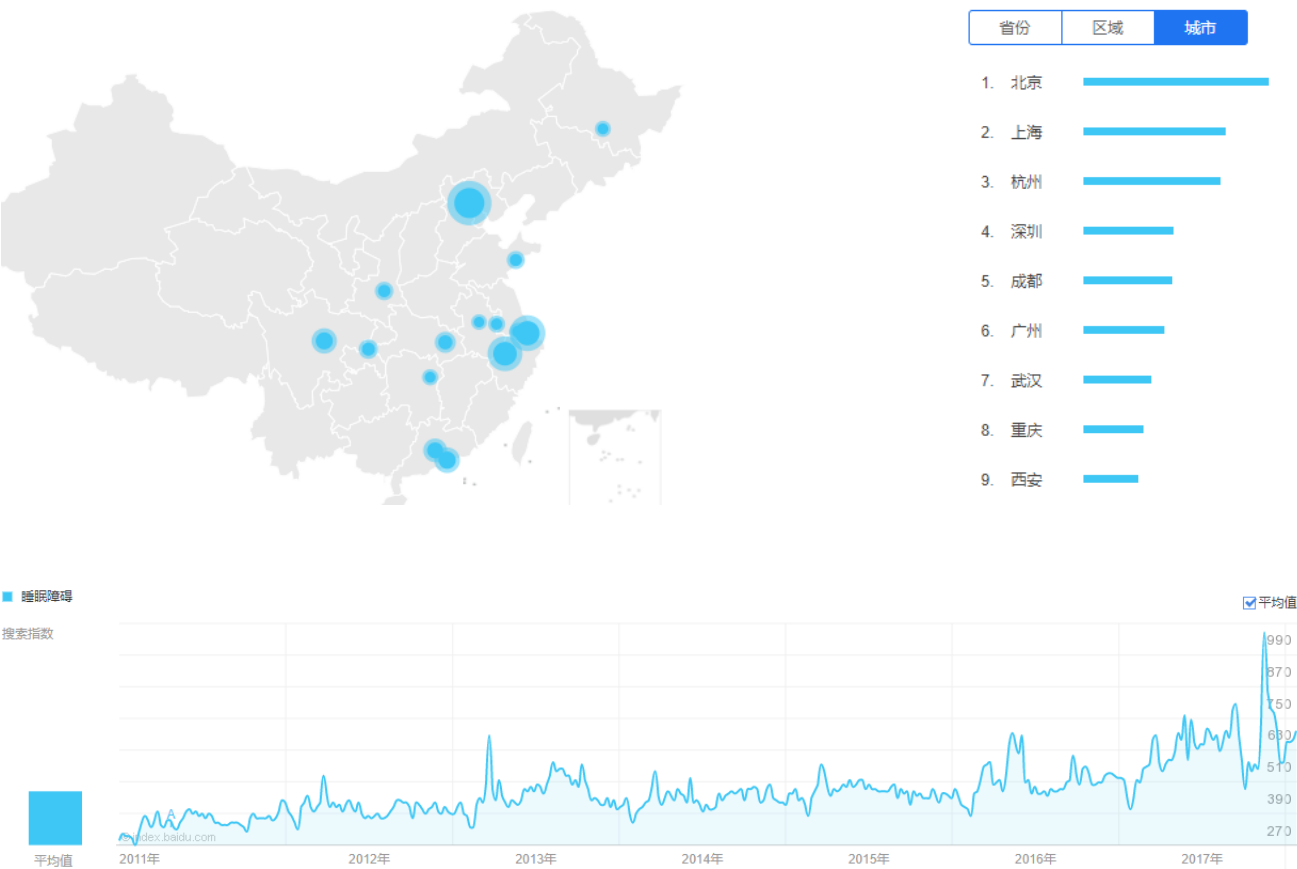 省份 区域 城市
1. 北京
2. 上海
3. 杭州
4. 深圳
5. 成都
6. 广州
7. 武汉
8. 重庆
9. 西安
睡眠障碍
平均值
搜索指数
990
870
750
630
510
390
270
A
©index.baidu.com
平均值
2011年 2012年 2013年 2014年 2015年 2016年 2017年